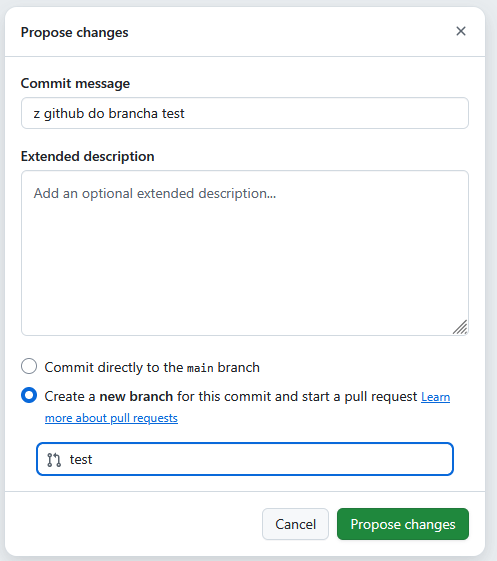 Propose changes
Commit message
z github do brancha test
Extended description
Add an optional extended description...
Commit directly to the main branch
Create a new branch for this commit and start a pull request Learn
more about pull requests
test
Cancel
Propose changes